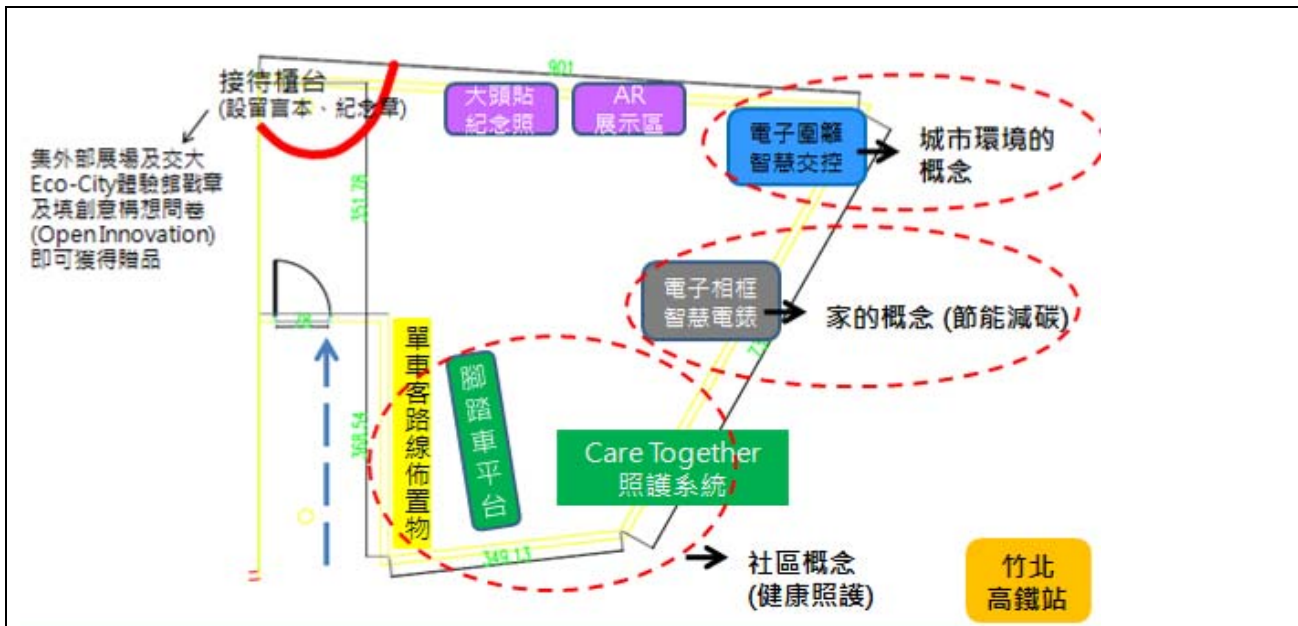 901
接待櫃台
(設留言本、紀念章)
大頭貼
紀念照
AR
展示區
電子圍籬
智慧交控
城市環境的
概念
集外部展場及交大
Eco-City體驗館戳章
及填創意構想問卷
(Open Innovation)
即可獲得贈品
351.78
電子相框
智慧電錶
家的概念 (節能減碳)
單車客路線佈置物
腳踏車平台
368.54
Care Together
照護系統
349.13
社區概念
(健康照護)
竹北
高鐵站